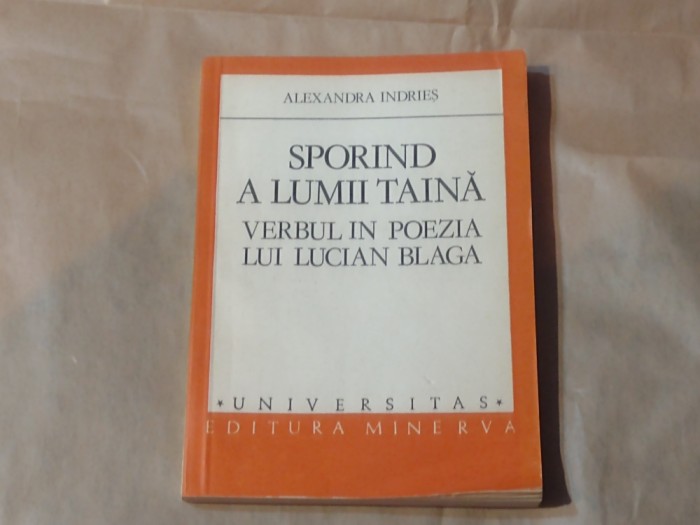 ALEXANDRA INDRIEȘ
SPORIND
A LUMII TAINĂ
VERBUL IN POEZIA
LUI LUCIAN BLAGA
* UNIVERSITAS *
EDITURA MINERVA